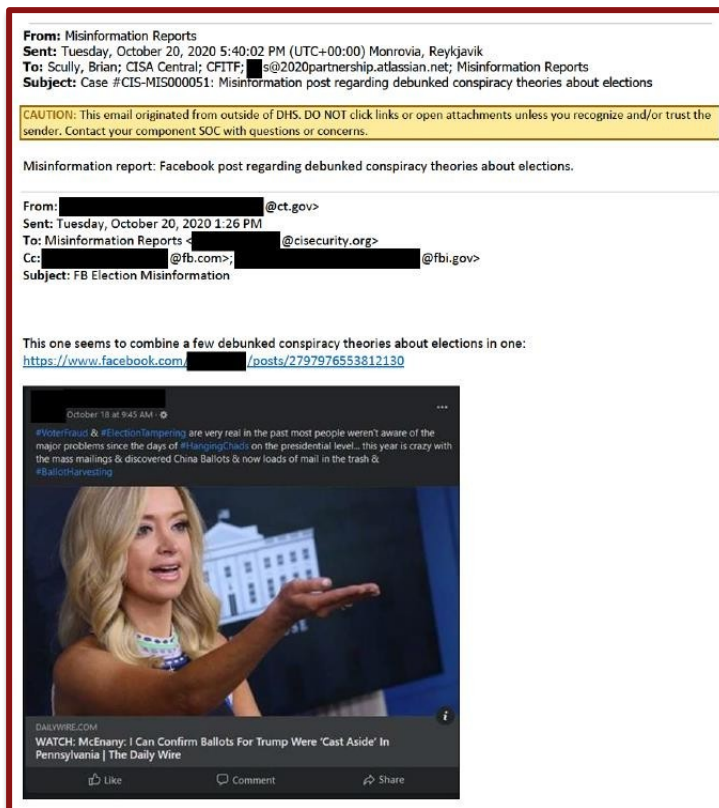 From: Misinformation Reports
Sent: Tuesday, October 20, 2020 5:40:02 PM (UTC+00:00) Monrovia, Reykjavik
To: Scully, Brian; CISA Central; CFITF; s@2020partnership.atlassian.net; Misinformation Reports
Subject: Case #CIS-MIS000051: Misinformation post regarding debunked conspiracy theories about elections
CAUTION: This email originated from outside of DHS. DO NOT click links or open attachments unless you recognize and/or trust the
sender. Contact your component SOC with questions or concerns.
Misinformation report: Facebook post regarding debunked conspiracy theories about elections.
From: @ct.gov>
Sent: Tuesday, October 20, 2020 1:26 PM
To: Misinformation Reports < @cisecurity.org>
Cc: @fb.com>; @fbi.gov>
Subject: FB Election Misinformation
This one seems to combine a few debunked conspiracy theories about elections in one:
https://www.facebook.com/ /posts/2797976553812130
October 18 at 9:45 AM ·
#VoterFraud & #ElectionTampering are very real in the past most people weren't aware of the
major problems since the days of #HangingChads on the presidential level... this year is crazy with
the mass mailings & discovered China Ballots & now loads of mail in the trash &
#BallotHarvesting
DAILYWIRE.COM
WATCH: McEnany: I Can Confirm Ballots For Trump Were 'Cast Aside' In
Pennsylvania | The Daily Wire
Like Comment Share